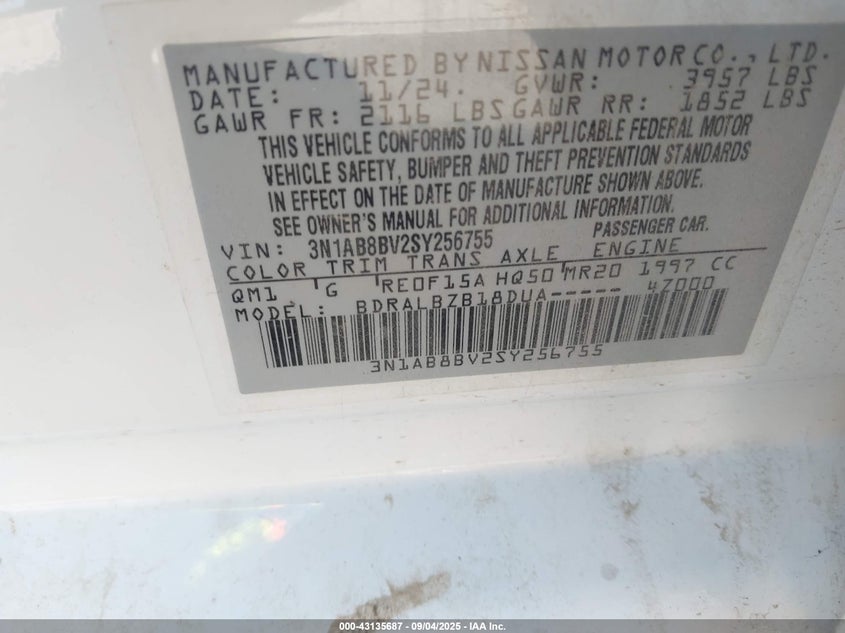 MANUFACTURED BY NISSAN MOTOR CO., LTD.
DATE: 11/24. GVWR: 3957 LBS
GAWR FR: 2116 LBS GAWR RR: 1852 LBS
THIS VEHICLE CONFORMS TO ALL APPLICABLE FEDERAL MOTOR
VEHICLE SAFETY, BUMPER AND THEFT PREVENTION STANDARDS
IN EFFECT ON THE DATE OF MANUFACTURE SHOWN ABOVE.
SEE OWNER'S MANUAL FOR ADDITIONAL INFORMATION.
VIN: 3N1AB8BV2SY256755 PASSENGER CAR.
COLOR TRIM TRANS AXLE ENGINE
QM1 G RE0F15A HQ50 MR20 1997 CC
MODEL: BDRALBZB18DUA----- 4Z000
3N1AB8BV2SY256755
000-43135687 - 09/04/2025 - IAA Inc.